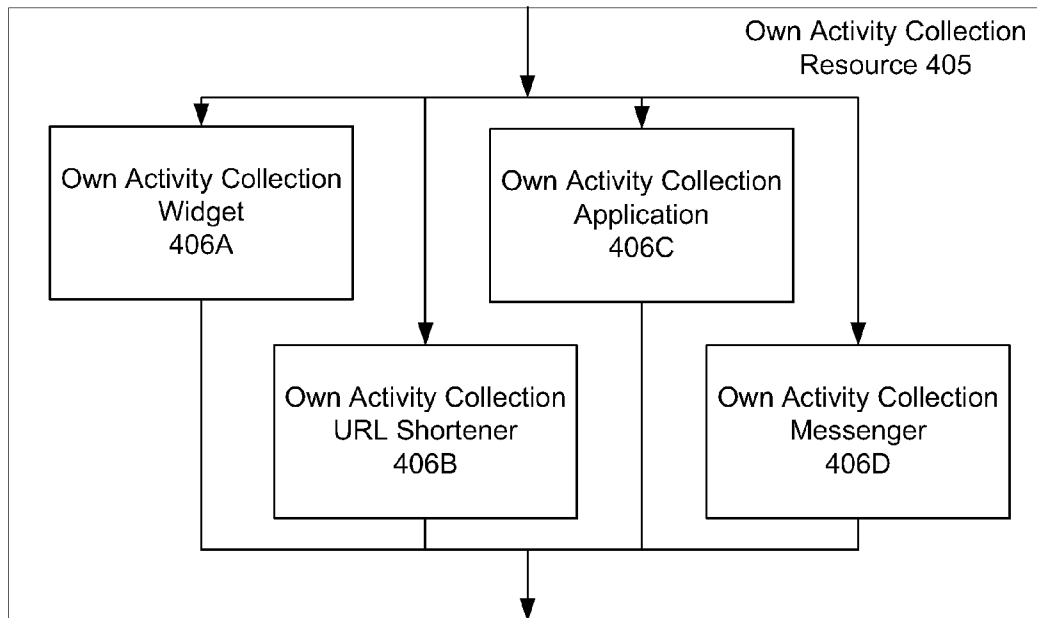 Own Activity Collection
Resource 405
Own Activity Collection
Widget
406A
Own Activity Collection
Application
406C
Own Activity Collection
URL Shortener
406B
Own Activity Collection
Messenger
406D